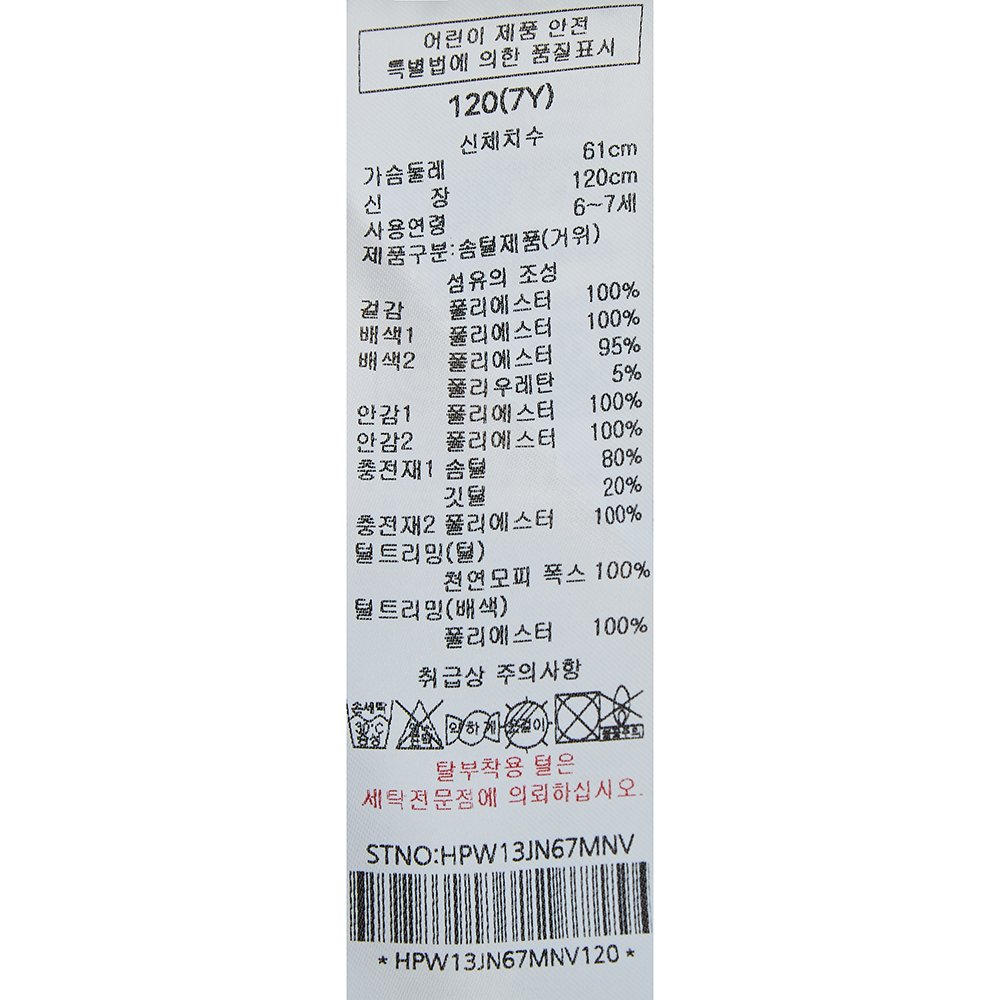 어린이 제품 안전
특별법에 의한 품질표시
120(7Y)
신체치수
가슴둘레 61cm
신 장 120cm
사용연령 6~7세
제품구분:솜털제품(거위)
섬유의 조성
겉감 폴리에스터 100%
배색1 폴리에스터 100%
배색2 폴리에스터 95%
폴리우레탄 5%
안감1 폴리에스터 100%
안감2 폴리에스터 100%
충전재1 솜털 80%
깃털 20%
충전재2 폴리에스터 100%
털트리밍(털)
천연모피 폭스 100%
털트리밍(배색)
폴리에스터 100%
취급상 주의사항
손세탁 30℃ 중성 약하게
탈부착용 털은
세탁전문점에 의뢰하십시오.
STNO:HPW13JN67MNV
*HPW13JN67MNV120*